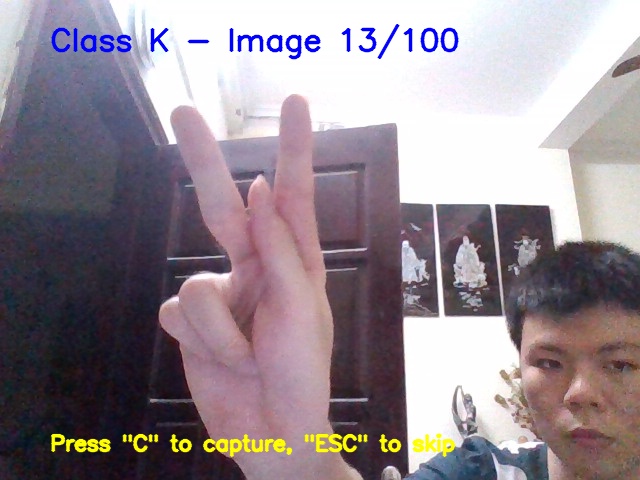 Class K - Image 13/100
Press "C" to capture, "ESC" to skip